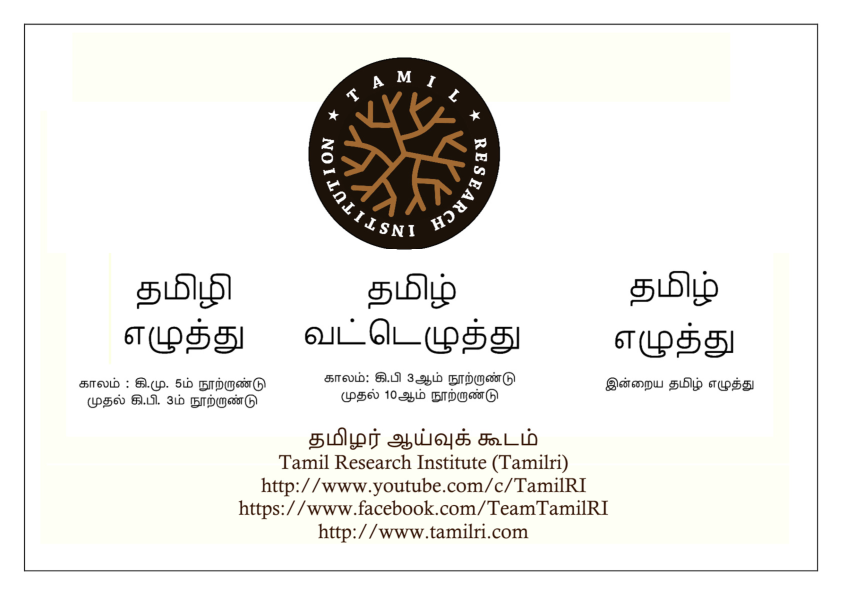 ★ TAMIL ★
RESEARCH INSTITUTION
தமிழி
எழுத்து
காலம் : கி.மு. 5ம் நூற்றாண்டு
முதல் கி.பி. 3ம் நூற்றாண்டு
தமிழ்
வட்டெழுத்து
காலம்: கி.பி 3ஆம் நூற்றாண்டு
முதல் 10ஆம் நூற்றாண்டு
தமிழ்
எழுத்து
இன்றைய தமிழ் எழுத்து
தமிழர் ஆய்வுக் கூடம்
Tamil Research Institute (Tamilri)
http://www.youtube.com/c/TamilRI
https://www.facebook.com/TeamTamilRI
http://www.tamilri.com